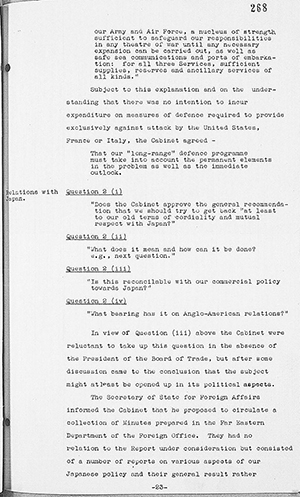 268
our Army and Air Force, a nucleus of strength
sufficient to safeguard our responsibilities
in any theatre of war until any necessary
expansion can be carried out, as well as
safe sea communications and ports of embarka-
tion: for all three Services, sufficient
supplies, reserves and ancillary services of
all kinds."
Subject to this explanation and on the under-
standing that there was no intention to incur
expenditure on measures of defence required to provide
exclusively against attack by the United States,
France or Italy, the Cabinet agreed -
That our "long-range" defence programme
must take into account the permanent elements
in the problem as well as the immediate
outlook.
Relations with
Japan.
Question 2 (i)
"Does the Cabinet approve the general recommenda-
tion that we should try to get back "at least
to our old terms of cordiality and mutual
respect with Japan?"
Question 2 (ii)
"What does it mean and how can it be done?
e.g., next question."
Question 2 (iii)
"Is this reconcilable with our commercial policy
towards Japan?"
Question 2 (iv)
"What bearing has it on Anglo-American relations?"
In view of Question (iii) above the Cabinet were
reluctant to take up this question in the absence of
the President of the Board of Trade, but after some
discussion came to the conclusion that the subject
might at least be opened up in its political aspects.
The Secretary of State for Foreign Affairs
informed the Cabinet that he proposed to circulate a
collection of Minutes prepared in the Far Eastern
Department of the Foreign Office. They had no
relation to the Report under consideration but consisted
of a number of reports on various aspects of our
Japanese policy and their general result rather
-23-